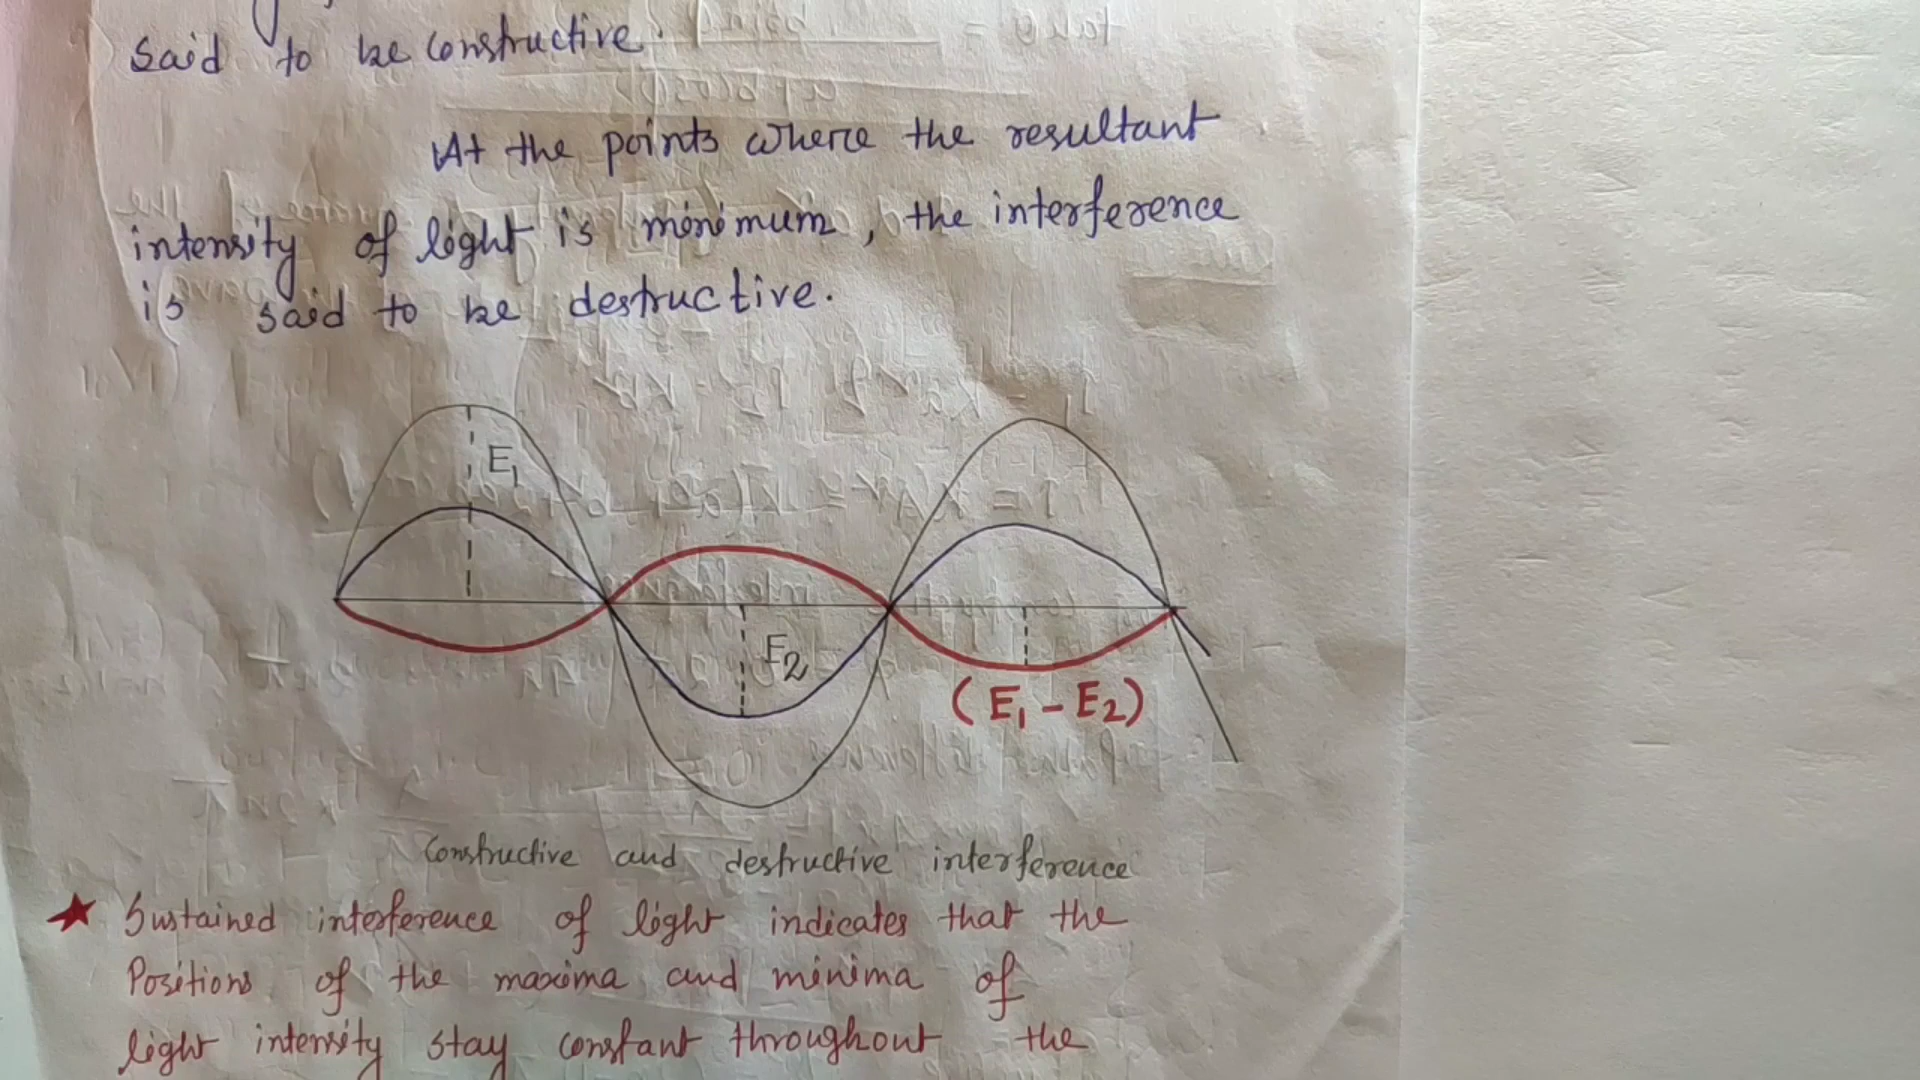 said to be constructive.
At the points where the resultant
intensity of light is minimum, the interference
is said to be destructive.
E1
E2
(E1 - E2)
Constructive and destructive interference
★ Sustained interference of light indicates that the
Positions of the maxima and minima of
light intensity stay constant throughout the